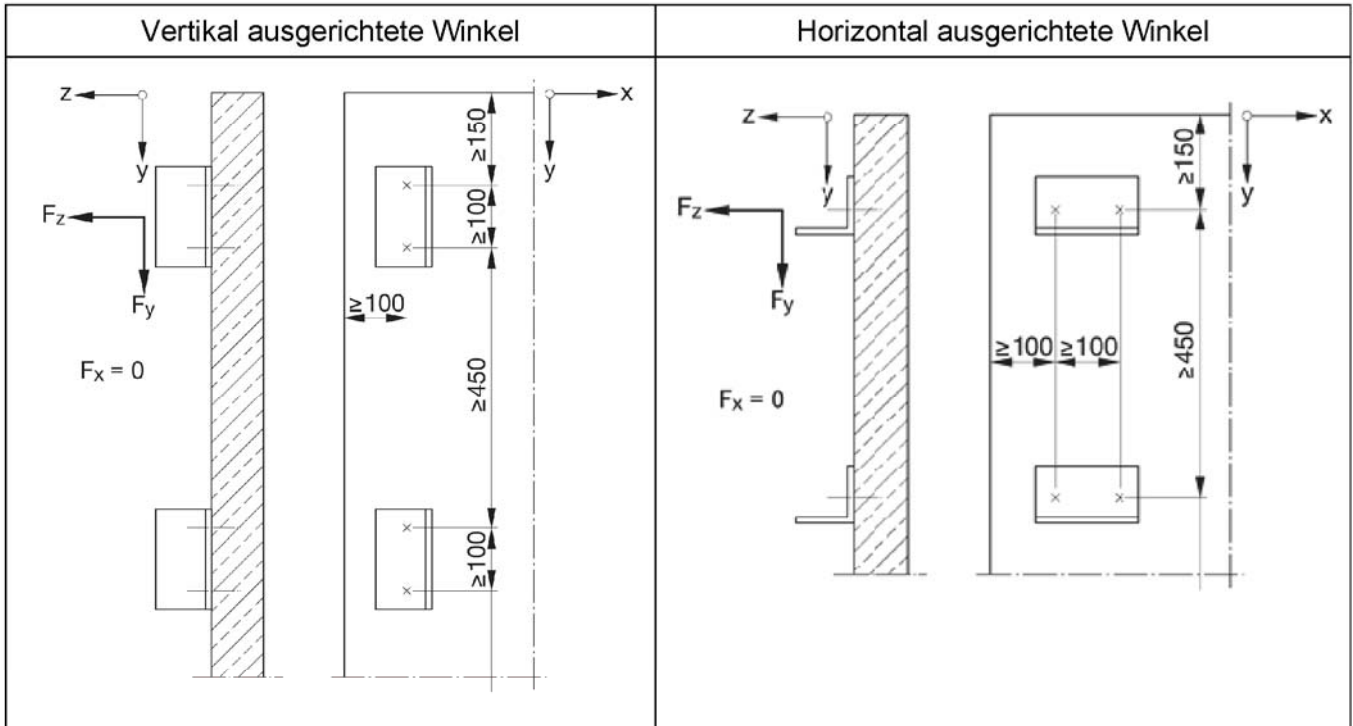 Vertikal ausgerichtete Winkel
Horizontal ausgerichtete Winkel
z
y
x
y
≥150
≥100
Fz
Fy
≥100
≥450
Fx = 0
≥100
z
y
x
y
≥150
Fz
Fy
≥100
≥100
≥450
Fx = 0